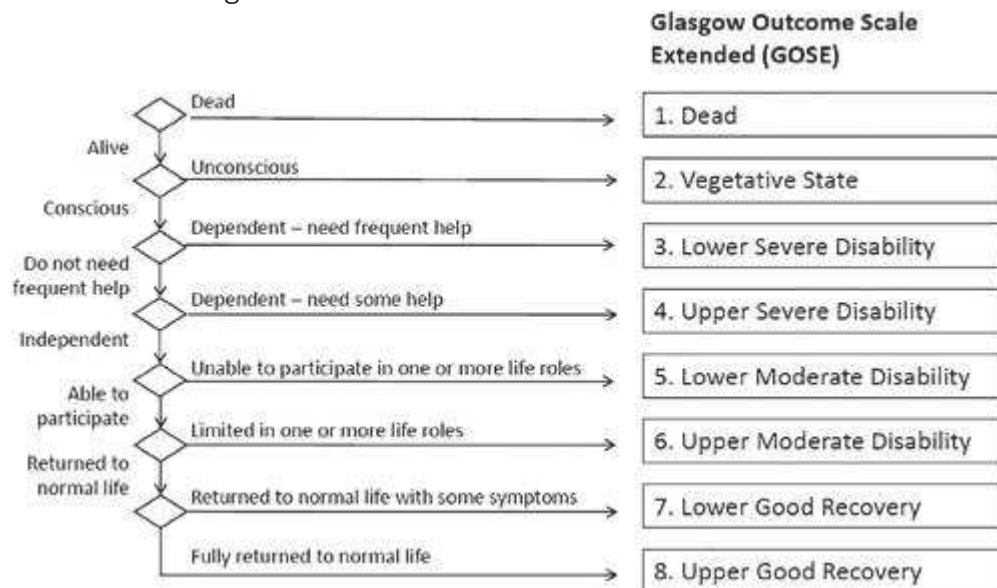 Glasgow Outcome Scale
Extended (GOSE)
Dead
1. Dead
Alive
Unconscious
2. Vegetative State
Conscious
Dependent – need frequent help
3. Lower Severe Disability
Do not need
frequent help
Dependent – need some help
4. Upper Severe Disability
Independent
Unable to participate in one or more life roles
5. Lower Moderate Disability
Able to
participate
Limited in one or more life roles
6. Upper Moderate Disability
Returned to
normal life
Returned to normal life with some symptoms
7. Lower Good Recovery
Fully returned to normal life
8. Upper Good Recovery